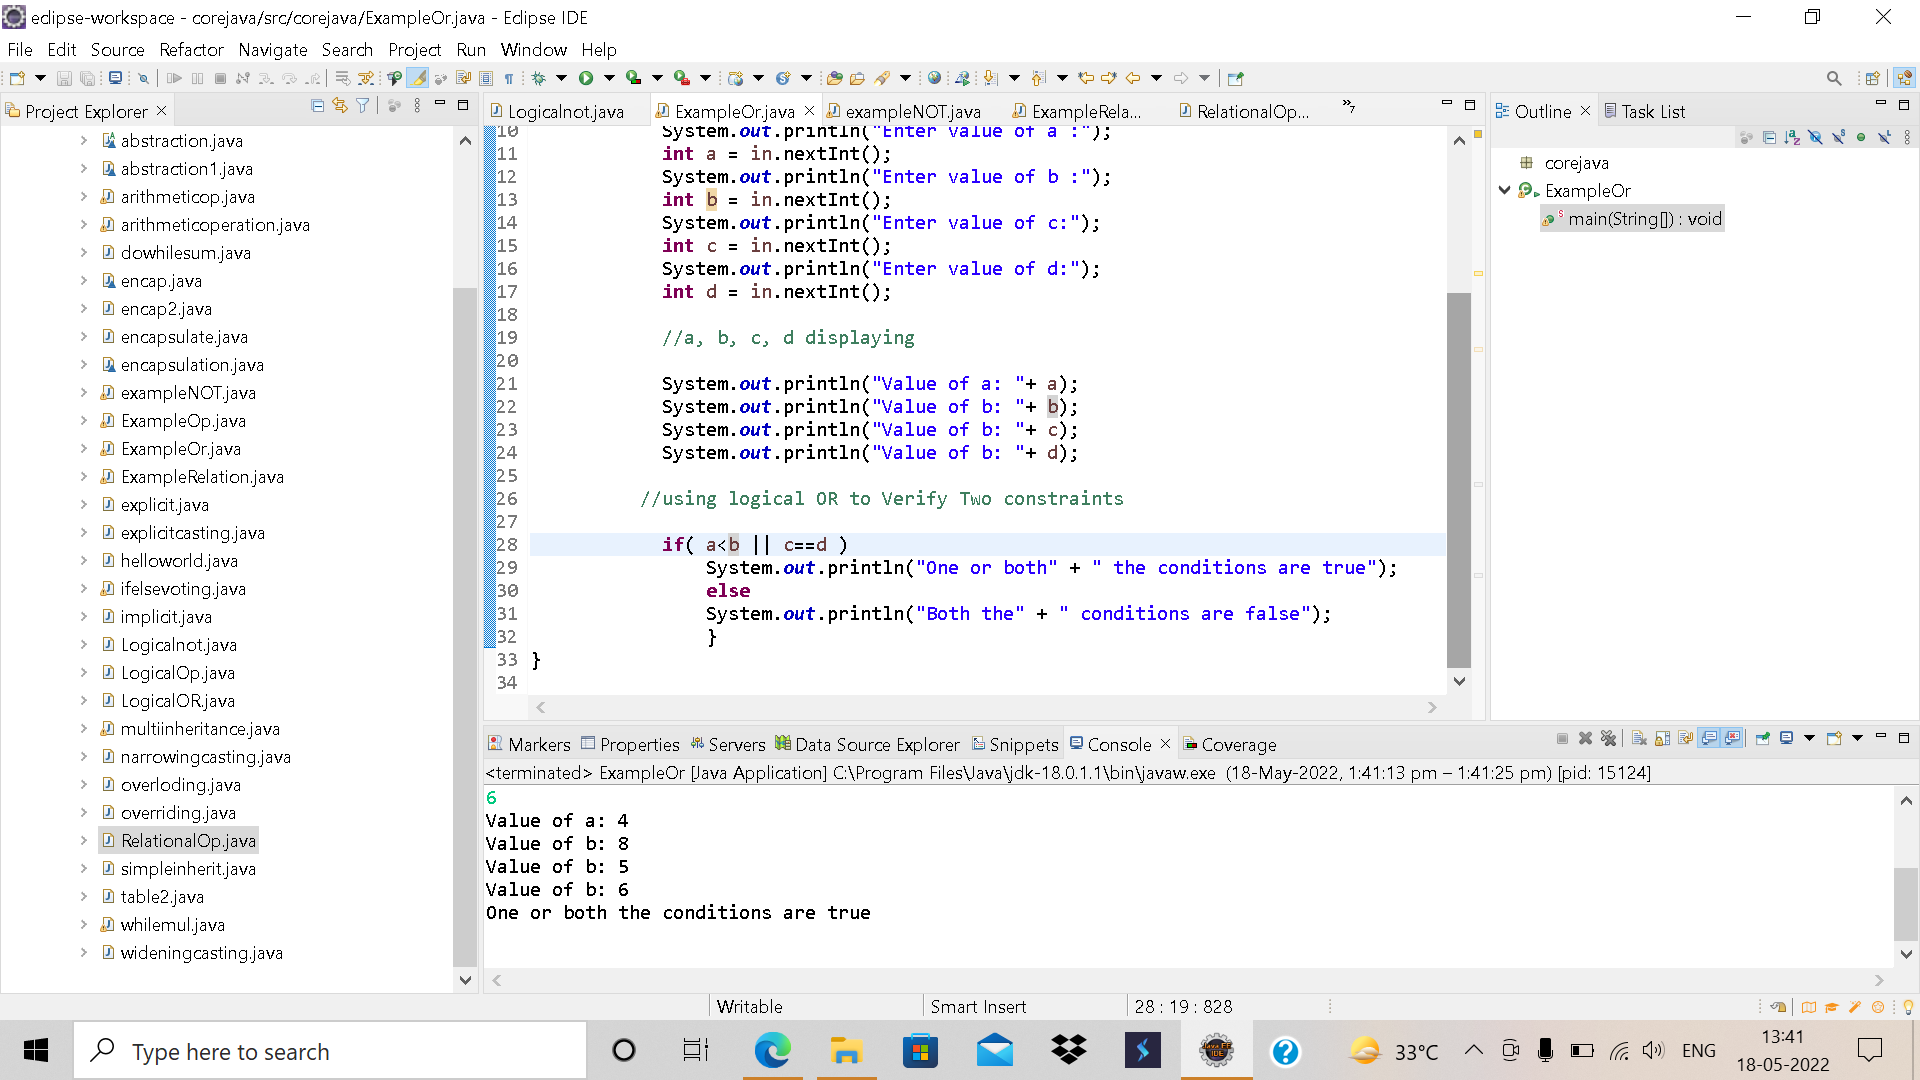 eclipse-workspace - corejava/src/corejava/ExampleOr.java - Eclipse IDE
File Edit Source Refactor Navigate Search Project Run Window Help
Project Explorer
abstraction.java
abstraction1.java
arithmeticop.java
arithmeticoperation.java
dowhilesum.java
encap.java
encap2.java
encapsulate.java
encapsulation.java
exampleNOT.java
ExampleOp.java
ExampleOr.java
ExampleRelation.java
explicit.java
explicitcasting.java
helloworld.java
ifelsevoting.java
implicit.java
Logicalnot.java
LogicalOp.java
LogicalOR.java
multiinheritance.java
narrowingcasting.java
overloding.java
overriding.java
RelationalOp.java
simpleinherit.java
table2.java
whilemul.java
wideningcasting.java
Logicalnot.java ExampleOr.java exampleNOT.java ExampleRela... RelationalOp... »7
10 System.out.println("Enter value of a :");
11 int a = in.nextInt();
12 System.out.println("Enter value of b :");
13 int b = in.nextInt();
14 System.out.println("Enter value of c:");
15 int c = in.nextInt();
16 System.out.println("Enter value of d:");
17 int d = in.nextInt();
18
19 //a, b, c, d displaying
20
21 System.out.println("Value of a: "+ a);
22 System.out.println("Value of b: "+ b);
23 System.out.println("Value of b: "+ c);
24 System.out.println("Value of b: "+ d);
25
26 //using logical OR to Verify Two constraints
27
28 if( a<b || c==d )
29 System.out.println("One or both" + " the conditions are true");
30 else
31 System.out.println("Both the" + " conditions are false");
32 }
33 }
34
Outline Task List
corejava
ExampleOr
main(String[]) : void
Markers Properties Servers Data Source Explorer Snippets Console Coverage
<terminated> ExampleOr [Java Application] C:\Program Files\Java\jdk-18.0.1.1\bin\javaw.exe (18-May-2022, 1:41:13 pm – 1:41:25 pm) [pid: 15124]
6
Value of a: 4
Value of b: 8
Value of b: 5
Value of b: 6
One or both the conditions are true
Writable Smart Insert 28 : 19 : 828
Type here to search
33°C
ENG
13:41
18-05-2022